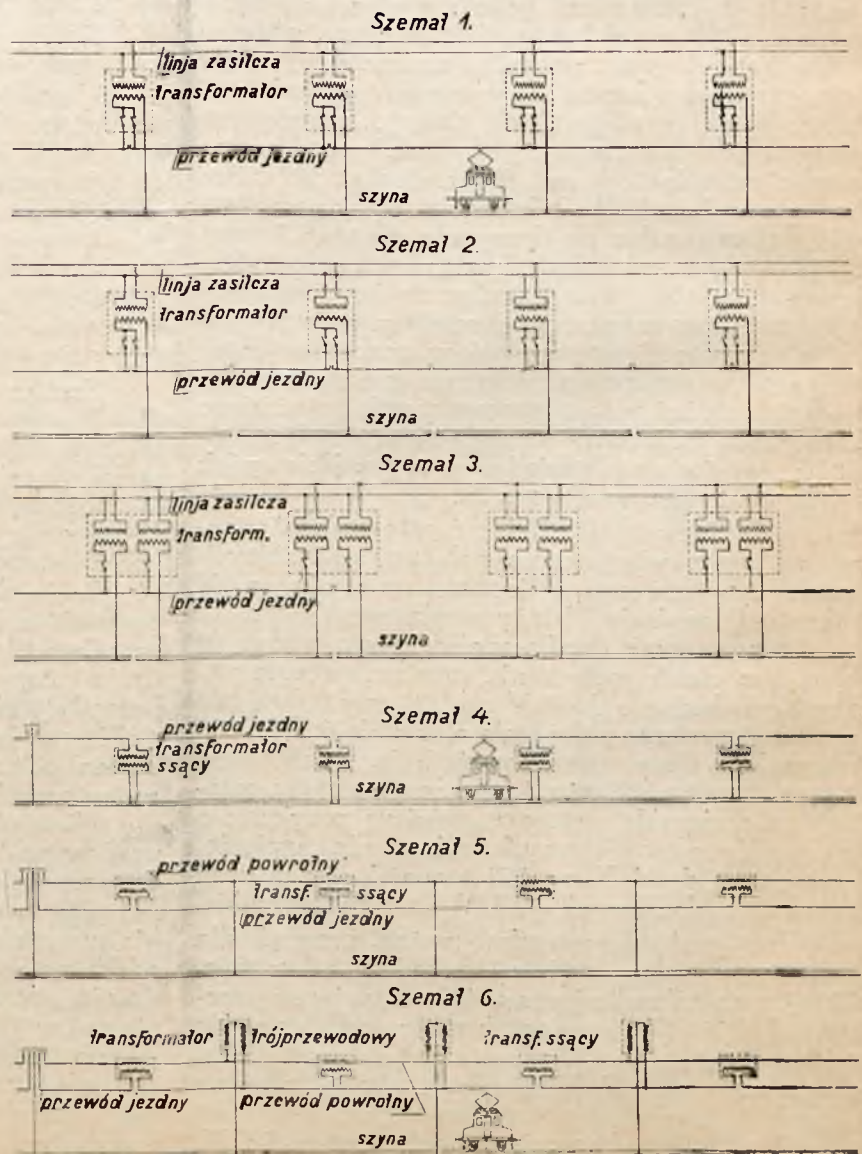 Szemat 1.
linja zasilcza
transformator
przewód jezdny
szyna
Szemat 2.
linja zasilcza
transformator
przewód jezdny
szyna
Szemat 3.
linja zasilcza
transform.
przewód jezdny
szyna
Szemat 4.
przewód jezdny
transformator
ssący
szyna
Szemat 5.
przewód powrotny
transf. ssący
przewód jezdny
szyna
Szemat 6.
transformator trójprzewodowy transf. ssący
przewód jezdny przewód powrotny
szyna